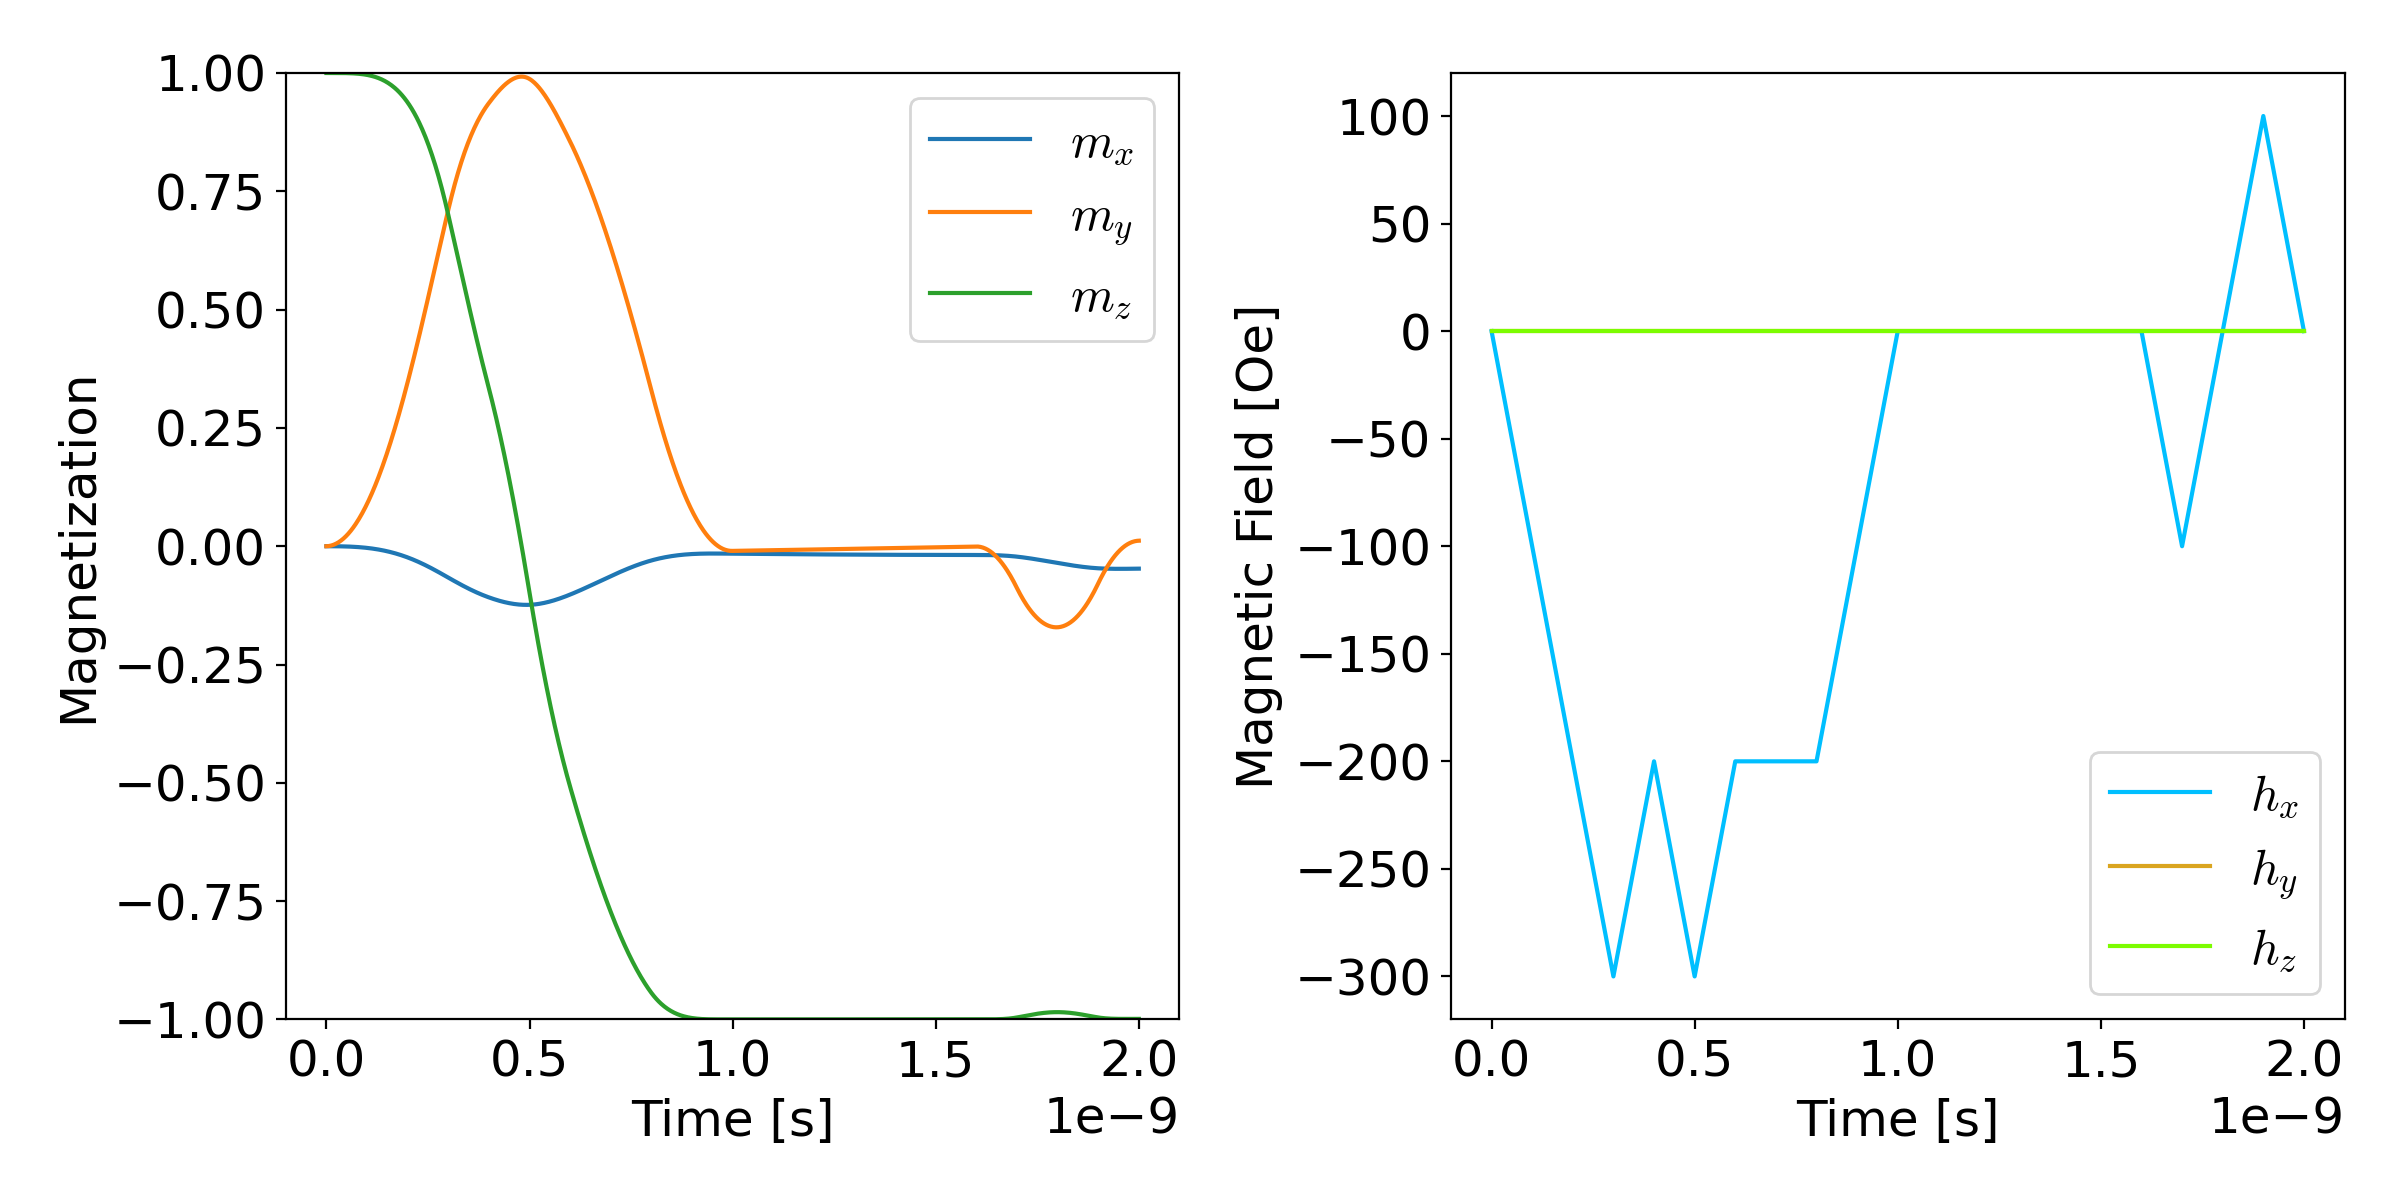 Magnetization
1.00
0.75
0.50
0.25
0.00
−0.25
−0.50
−0.75
−1.00
0.0 0.5 1.0 1.5 2.0
Time [s]
1e−9
m_x
m_y
m_z
Magnetic Field [Oe]
100
50
0
−50
−100
−150
−200
−250
−300
0.0 0.5 1.0 1.5 2.0
Time [s]
1e−9
h_x
h_y
h_z